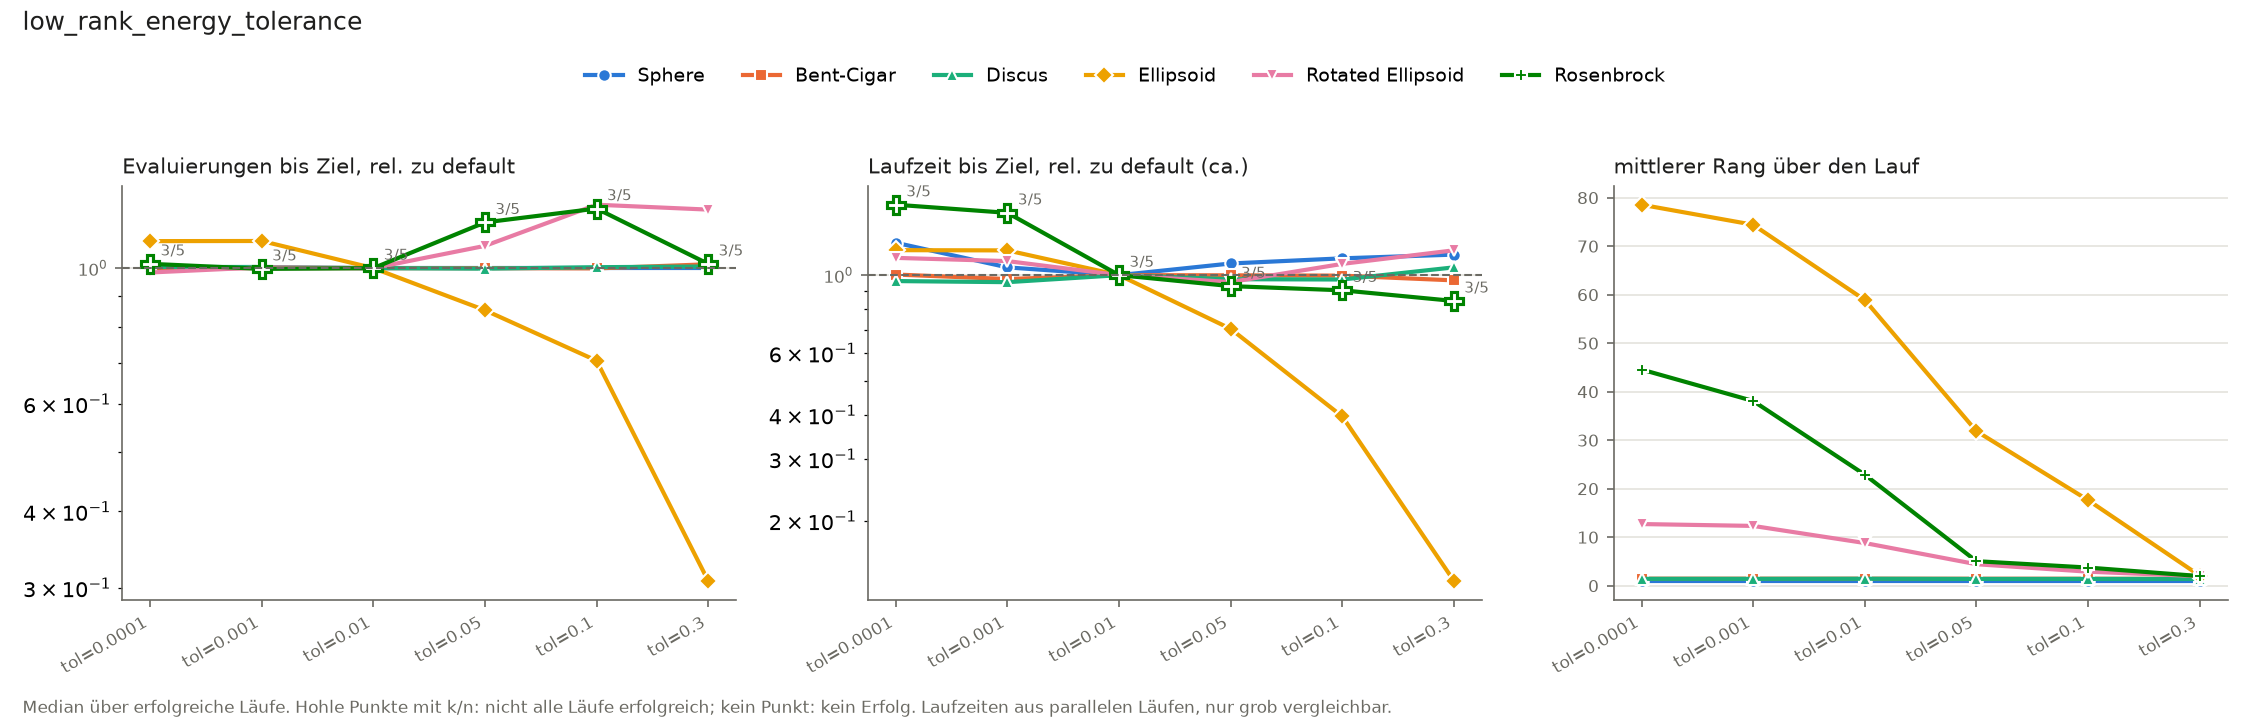 low_rank_energy_tolerance
Sphere Bent-Cigar Discus Ellipsoid Rotated Ellipsoid Rosenbrock
Evaluierungen bis Ziel, rel. zu default
3/5 3/5 3/5 3/5 3/5 3/5
10⁰
6 × 10⁻¹
4 × 10⁻¹
3 × 10⁻¹
tol=0.0001 tol=0.001 tol=0.01 tol=0.05 tol=0.1 tol=0.3
Laufzeit bis Ziel, rel. zu default (ca.)
3/5 3/5 3/5 3/5 3/5 3/5
10⁰
6 × 10⁻¹
4 × 10⁻¹
3 × 10⁻¹
2 × 10⁻¹
tol=0.0001 tol=0.001 tol=0.01 tol=0.05 tol=0.1 tol=0.3
mittlerer Rang über den Lauf
80
70
60
50
40
30
20
10
0
tol=0.0001 tol=0.001 tol=0.01 tol=0.05 tol=0.1 tol=0.3
Median über erfolgreiche Läufe. Hohle Punkte mit k/n: nicht alle Läufe erfolgreich; kein Punkt: kein Erfolg. Laufzeiten aus parallelen Läufen, nur grob vergleichbar.